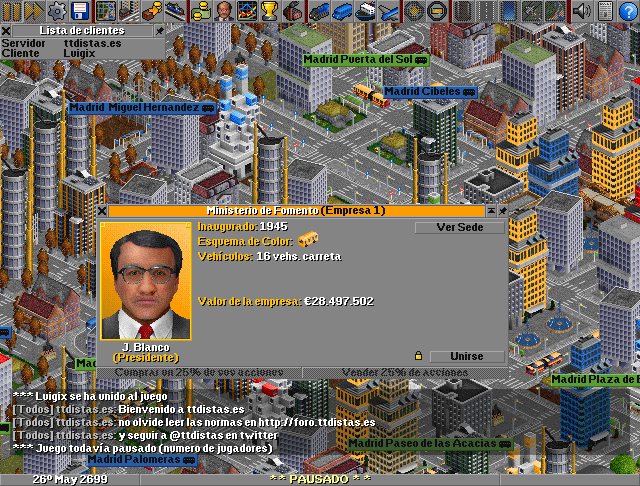 Lista de clientes
Servidor ttdistas.es
Cliente Luigix
Madrid Puerta del Sol
Madrid Cibeles
Madrid Miguel Hernandez
Ministerio de Fomento (Empresa 1)
Inaugurado: 1945
Ver Sede
Esquema de Color:
Vehículos: 16 vehs. carreta
Valor de la empresa: €28.497.502
J. Blanco
(Presidente)
Unirse
Comprar un 25% de sus acciones
Vender 25% de acciones
Madrid Plaza de
*** Luigix se ha unido al juego
[Todos] ttdistas.es: Bienvenido a ttdistas.es
[Todos] ttdistas.es: no olvide leer las normas en http://foro.ttdistas.es
[Todos] ttdistas.es: y seguir a @ttdistas en twitter
*** Juego todavía pausado (numero de jugadores)
Madrid Paseo de las Acacias
Madrid Palomeras
26º May 2699
** PAUSADO **